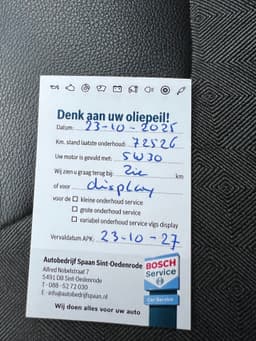 Denk aan uw oliepeil!
Datum: 23-10-2025
Km. stand laatste onderhoud: 72526
Uw motor is gevuld met: 5W30
Wij zien u graag terug bij: Zie km
of voor display
voor de ☐ kleine onderhoud service
☐ grote onderhoud service
☐ variabel onderhoud service vlgs display
Vervaldatum APK: 23-10-27
Autobedrijf Spaan Sint-Oedenrode
Alfred Nobelstraat 7
5491 DB Sint-Oedenrode
T - 088 - 52 72 030
E - info@autobedrijfspaan.nl
BOSCH
Service
Car Service
Wij doen alles voor uw auto